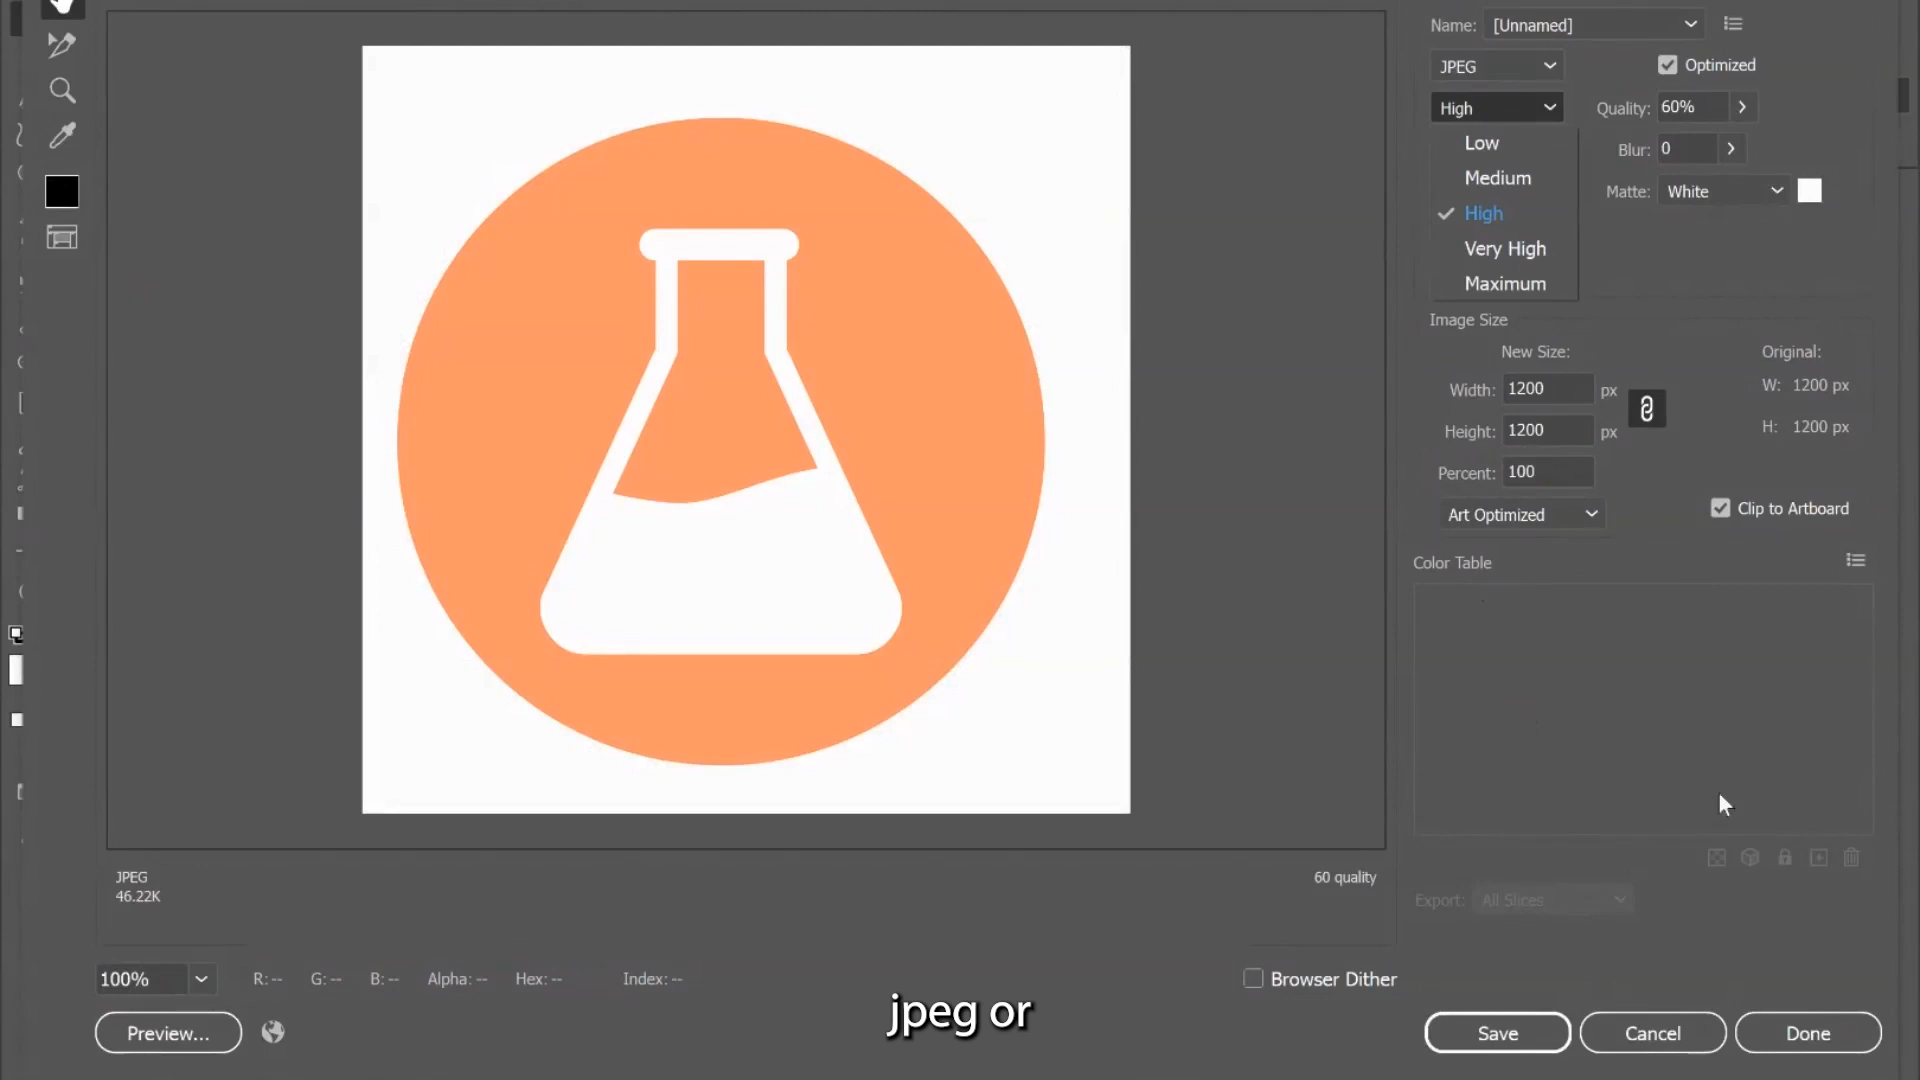 Name: [Unnamed]
JPEG
Optimized
High
Quality: 60%
Low
Blur: 0
Medium
Matte: White
High
Very High
Maximum
Image Size
New Size:
Original:
Width: 1200 px
W: 1200 px
Height: 1200 px
H: 1200 px
Percent: 100
Art Optimized
Clip to Artboard
Color Table
JPEG
46.22K
60 quality
Export: All Slices
100%
R: --
G: --
B: --
Alpha: --
Hex: --
Index: --
Browser Dither
jpeg or
Preview...
Save
Cancel
Done